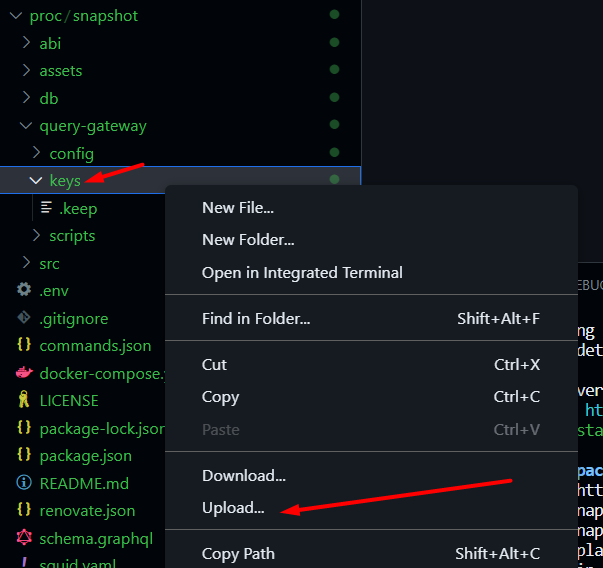 proc/snapshot
abi
assets
db
query-gateway
config
keys
.keep
scripts
src
.env
.gitignore
commands.json
docker-compose.
LICENSE
package-lock.json
package.json
README.md
renovate.json
schema.graphql
squid.yaml
New File...
New Folder...
Open in Integrated Terminal
Find in Folder... Shift+Alt+F
Cut Ctrl+X
Copy Ctrl+C
Paste Ctrl+V
Download...
Upload...
Copy Path Shift+Alt+C
EBUG
ing
det
ver
ht
sta
pac
htt
nap
nap
pla
in